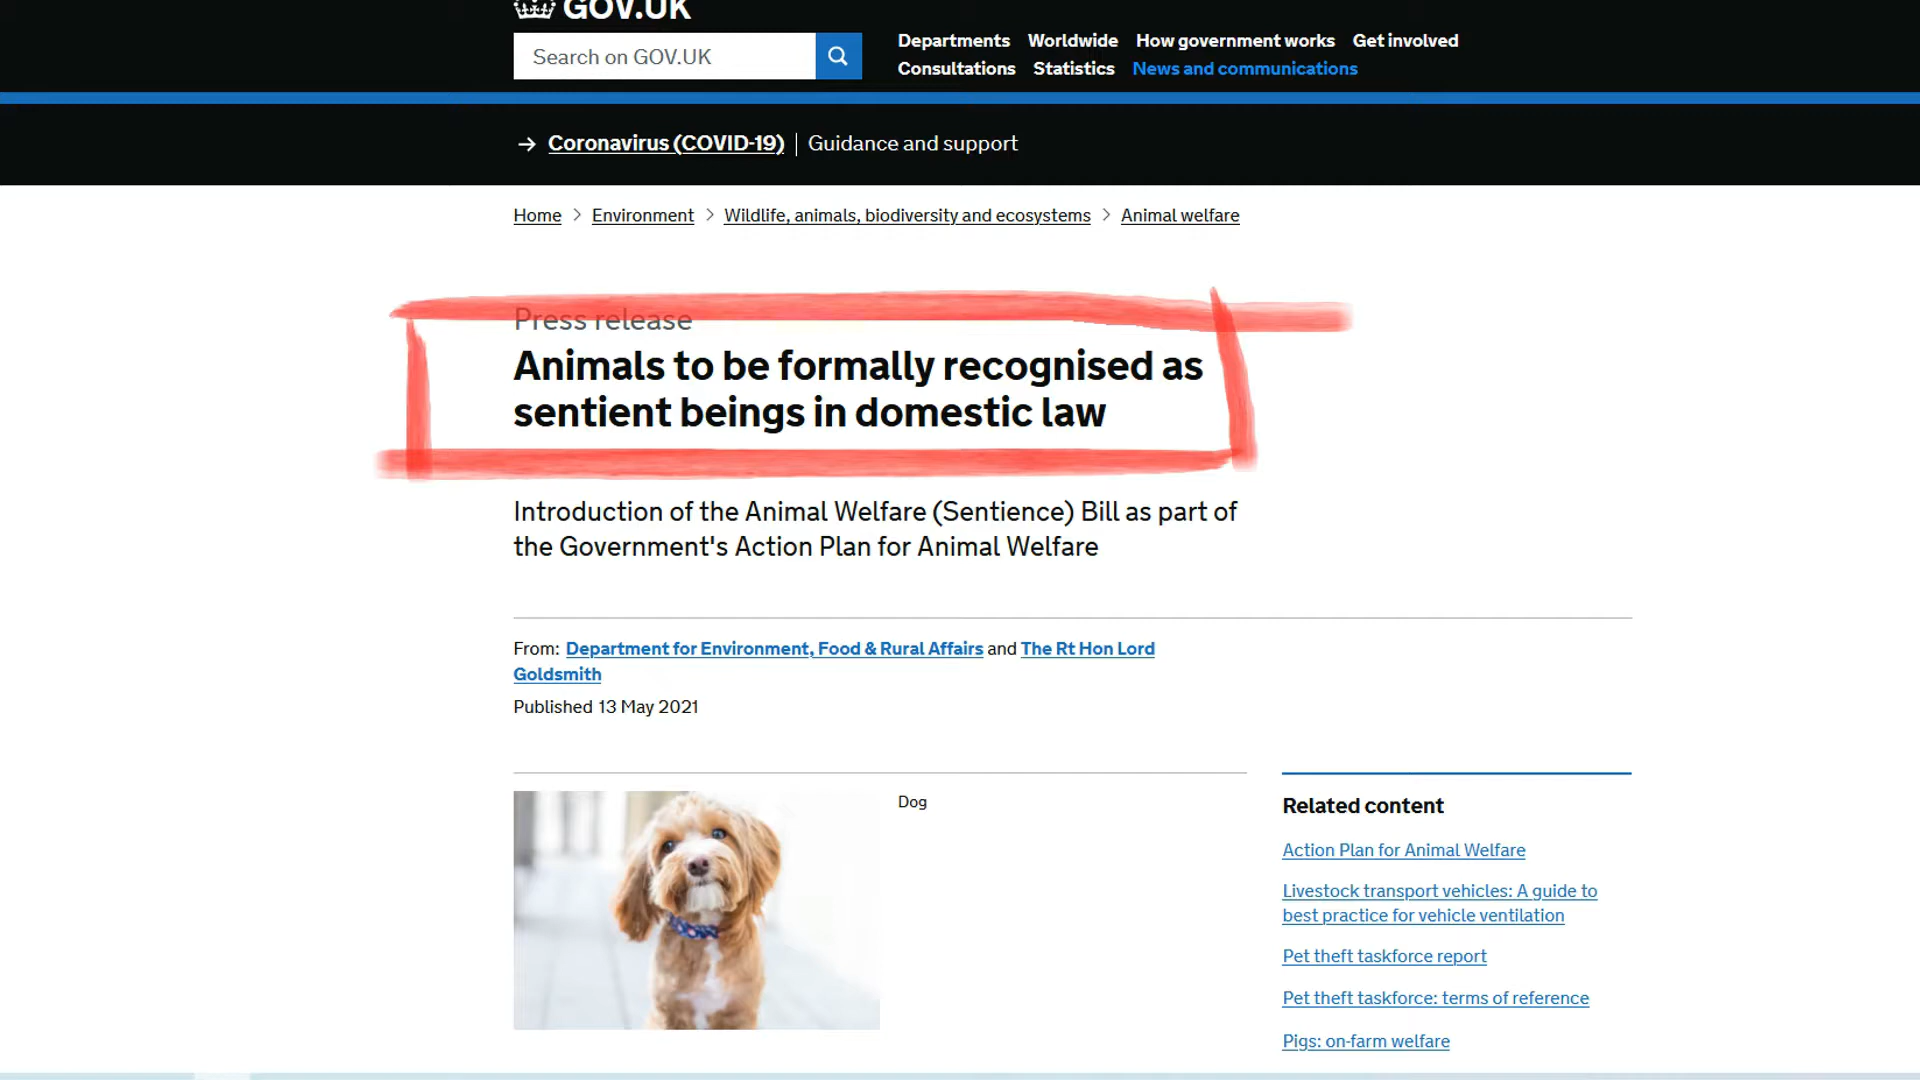 GOV.UK
Search on GOV.UK
Departments Worldwide How government works Get involved
Consultations Statistics News and communications
→ Coronavirus (COVID-19) | Guidance and support
Home > Environment > Wildlife, animals, biodiversity and ecosystems > Animal welfare
Press release
Animals to be formally recognised as
sentient beings in domestic law
Introduction of the Animal Welfare (Sentience) Bill as part of
the Government's Action Plan for Animal Welfare
From: Department for Environment, Food & Rural Affairs and The Rt Hon Lord
Goldsmith
Published 13 May 2021
Dog
Related content
Action Plan for Animal Welfare
Livestock transport vehicles: A guide to
best practice for vehicle ventilation
Pet theft taskforce report
Pet theft taskforce: terms of reference
Pigs: on-farm welfare